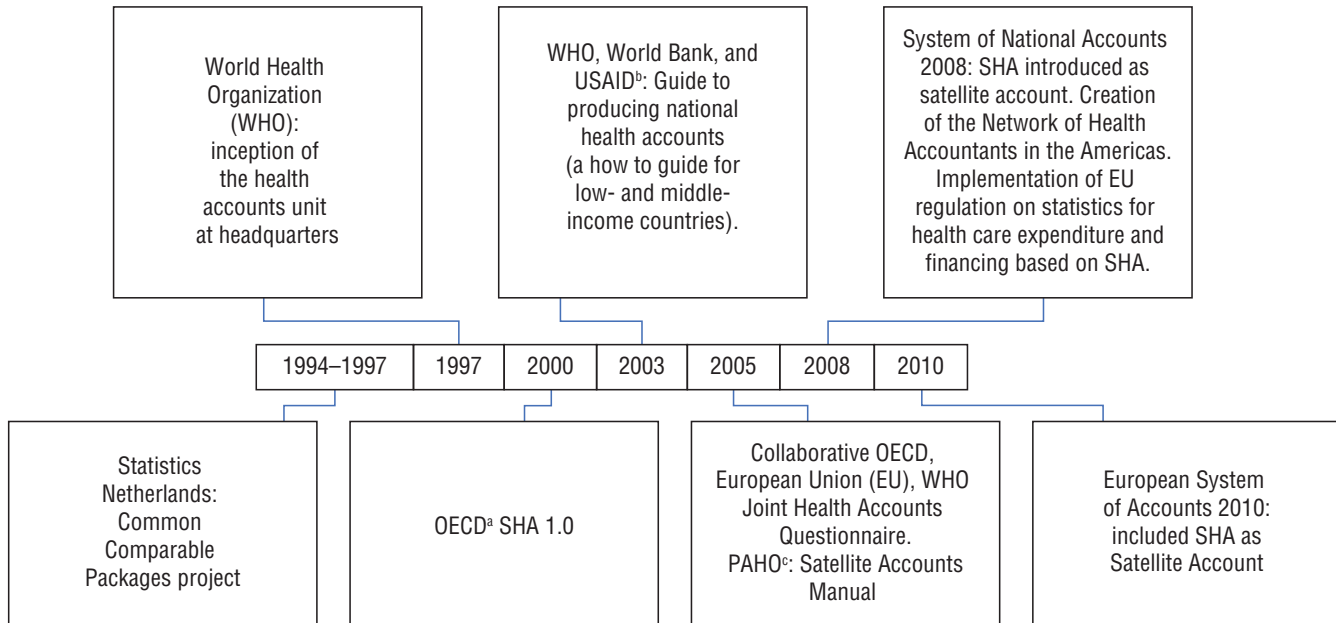 World Health
Organization
(WHO):
inception of
the health
accounts unit
at headquarters
WHO, World Bank, and
USAIDᵇ: Guide to
producing national
health accounts
(a how to guide for
low- and middle-
income countries).
System of National Accounts
2008: SHA introduced as
satellite account. Creation
of the Network of Health
Accountants in the Americas.
Implementation of EU
regulation on statistics for
health care expenditure and
financing based on SHA.
1994–1997 1997 2000 2003 2005 2008 2010
Statistics
Netherlands:
Common
Comparable
Packages project
OECDᵃ SHA 1.0
Collaborative OECD,
European Union (EU), WHO
Joint Health Accounts
Questionnaire.
PAHOᶜ: Satellite Accounts
Manual
European System
of Accounts 2010:
included SHA as
Satellite Account